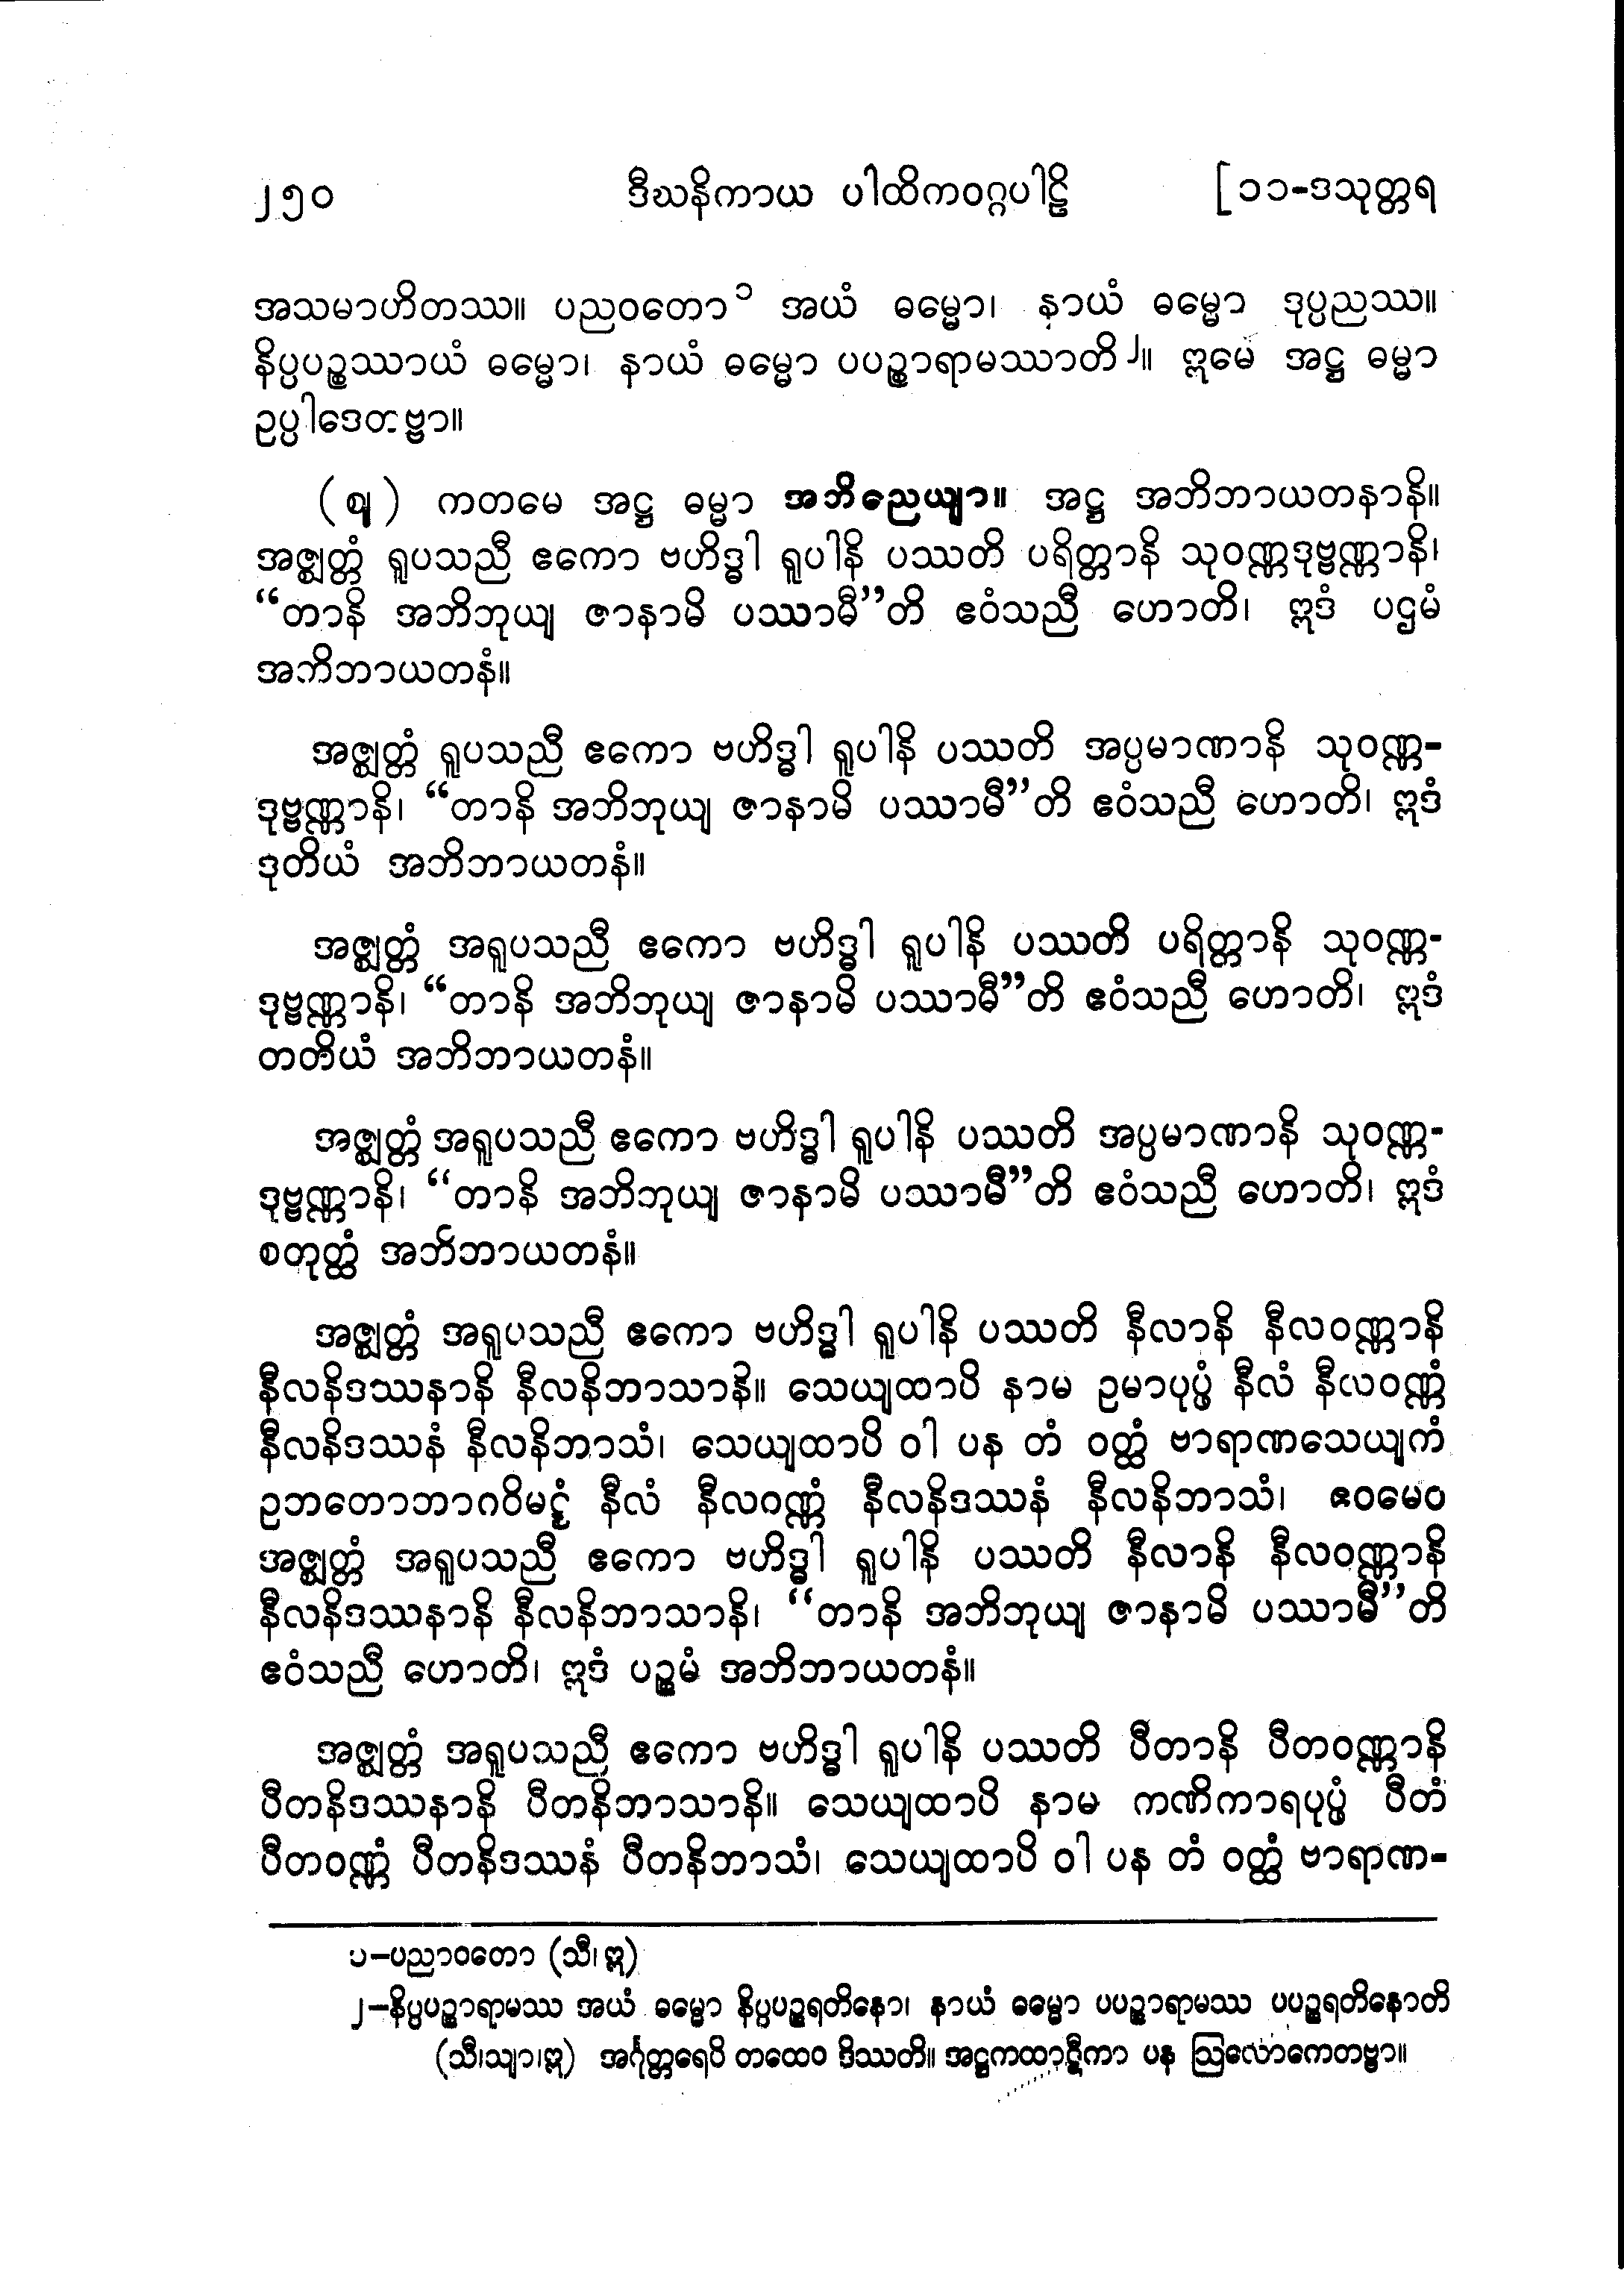 ၂၅၀ ဒီဃနိကာယ ပါထိကဝဂ္ဂပါဠိ [၁၁-ဒသုတ္တရ
အသမာဟိတဿ။ ပညဝတော၁ အယံ ဓမ္မော၊ နာယံ ဓမ္မော ဒုပ္ပညဿ။
နိပ္ပပဉ္စဿာယံ ဓမ္မော၊ နာယံ ဓမ္မော ပပဉ္စာရာမဿာတိ၂။ ဣမေ အဋ္ဌ ဓမ္မာ
ဥပ္ပါဒေတဗ္ဗာ။
(ဈ) ကတမေ အဋ္ဌ ဓမ္မာ အဘိညေယျာ။ အဋ္ဌ အဘိဘာယတနာနိ။
အဇ္ဈတ္တံ ရူပသညီ ဧကော ဗဟိဒ္ဓါ ရူပါနိ ပဿတိ ပရိတ္တာနိ သုဝဏ္ဏဒုဗ္ဗဏ္ဏာနိ၊
“တာနိ အဘိဘုယျ ဇာနာမိ ပဿာမီ”တိ ဧဝံသညီ ဟောတိ၊ ဣဒံ ပဌမံ
အဘိဘာယတနံ။
အဇ္ဈတ္တံ ရူပသညီ ဧကော ဗဟိဒ္ဓါ ရူပါနိ ပဿတိ အပ္ပမာဏာနိ သုဝဏ္ဏ-
ဒုဗ္ဗဏ္ဏာနိ၊ “တာနိ အဘိဘုယျ ဇာနာမိ ပဿာမီ”တိ ဧဝံသညီ ဟောတိ၊ ဣဒံ
ဒုတိယံ အဘိဘာယတနံ။
အဇ္ဈတ္တံ အရူပသညီ ဧကော ဗဟိဒ္ဓါ ရူပါနိ ပဿတိ ပရိတ္တာနိ သုဝဏ္ဏ-
ဒုဗ္ဗဏ္ဏာနိ၊ “တာနိ အဘိဘုယျ ဇာနာမိ ပဿာမီ”တိ ဧဝံသညီ ဟောတိ၊ ဣဒံ
တတိယံ အဘိဘာယတနံ။
အဇ္ဈတ္တံ အရူပသညီ ဧကော ဗဟိဒ္ဓါ ရူပါနိ ပဿတိ အပ္ပမာဏာနိ သုဝဏ္ဏ-
ဒုဗ္ဗဏ္ဏာနိ၊ “တာနိ အဘိဘုယျ ဇာနာမိ ပဿာမီ”တိ ဧဝံသညီ ဟောတိ၊ ဣဒံ
စတုတ္ထံ အဘိဘာယတနံ။
အဇ္ဈတ္တံ အရူပသညီ ဧကော ဗဟိဒ္ဓါ ရူပါနိ ပဿတိ နီလာနိ နီလဝဏ္ဏာနိ
နီလနိဒဿနာနိ နီလနိဘာသာနိ။ သေယျထာပိ နာမ ဥမာပုပ္ဖံ နီလံ နီလဝဏ္ဏံ
နီလနိဒဿနံ နီလနိဘာသံ၊ သေယျထာပိ ဝါ ပန တံ ဝတ္ထံ ဗာရာဏသေယျကံ
ဥဘတောဘာဂဝိမဋ္ဌံ နီလံ နီလဝဏ္ဏံ နီလနိဒဿနံ နီလနိဘာသံ၊ ဧဝမေဝ
အဇ္ဈတ္တံ အရူပသညီ ဧကော ဗဟိဒ္ဓါ ရူပါနိ ပဿတိ နီလာနိ နီလဝဏ္ဏာနိ
နီလနိဒဿနာနိ နီလနိဘာသာနိ၊ “တာနိ အဘိဘုယျ ဇာနာမိ ပဿာမီ”တိ
ဧဝံသညီ ဟောတိ၊ ဣဒံ ပဉ္စမံ အဘိဘာယတနံ။
အဇ္ဈတ္တံ အရူပသညီ ဧကော ဗဟိဒ္ဓါ ရူပါနိ ပဿတိ ပီတာနိ ပီတဝဏ္ဏာနိ
ပီတနိဒဿနာနိ ပီတနိဘာသာနိ။ သေယျထာပိ နာမ ကဏိကာရပုပ္ဖံ ပီတံ
ပီတဝဏ္ဏံ ပီတနိဒဿနံ ပီတနိဘာသံ၊ သေယျထာပိ ဝါ ပန တံ ဝတ္ထံ ဗာရာဏ-
၁-ပညာဝတော (သီ၊ဣ)
၂-နိပ္ပပဉ္စာရာမဿ အယံ ဓမ္မော နိပ္ပပဉ္စရတိနော၊ နာယံ ဓမ္မော ပပဉ္စာရာမဿ ပပဉ္စရတိနောတိ
(သီ၊သျာ၊ဣ) အင်္ဂုတ္တရေပိ တထေဝ ဒိဿတိ။ အဋ္ဌကထာဋီကာ ပန ဩလောကေတဗ္ဗာ။